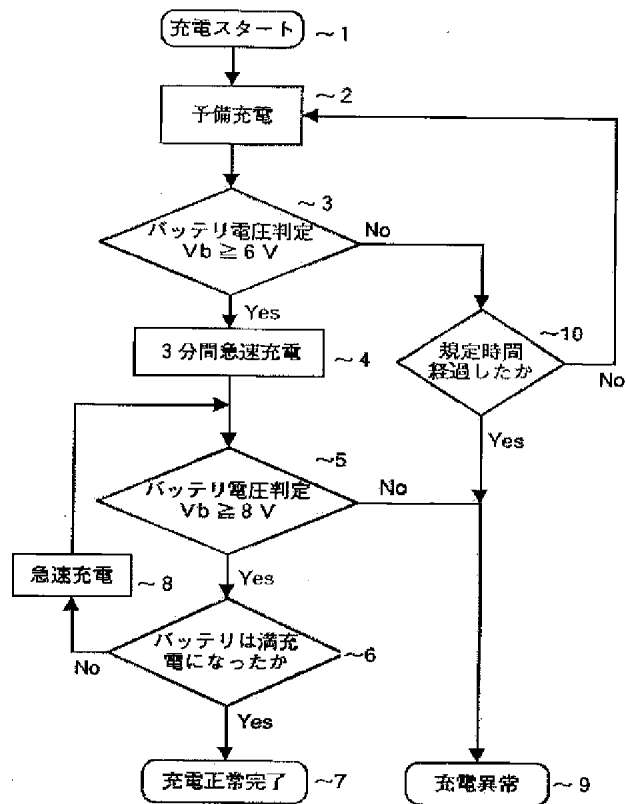 充電スタート ~1
予備充電 ~2
バッテリ電圧判定 ~3
Vb ≧ 6 V
No
Yes
3分間急速充電 ~4
規定時間 ~10
経過したか
No
Yes
バッテリ電圧判定 ~5
Vb ≧ 8 V
No
Yes
急速充電 ~8
バッテリは満充
電になったか ~6
No
Yes
充電正常完了 ~7
充電異常 ~9